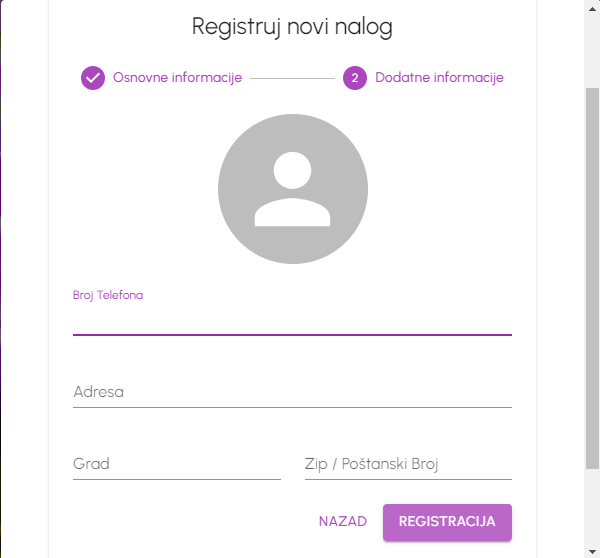 Registruj novi nalog
Osnovne informacije
2 Dodatne informacije
Broj Telefona
Adresa
Grad
Zip / Poštanski Broj
NAZAD
REGISTRACIJA